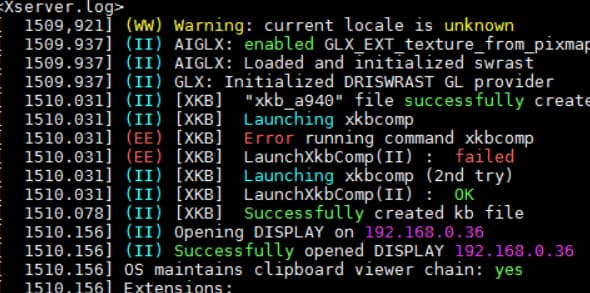 <Xserver.log>
1509,921] (WW) Warning: current locale is unknown
1509.937] (II) AIGLX: enabled GLX_EXT_texture_from_pixmap
1509.937] (II) AIGLX: Loaded and initialized swrast
1509.937] (II) GLX: Initialized DRISWRAST GL provider
1510.031] (II) [XKB] "xkb_a940" file successfully create
1510.031] (II) [XKB] Launching xkbcomp
1510.031] (EE) [XKB] Error running command xkbcomp
1510.031] (EE) [XKB] LaunchXkbComp(II) : failed
1510.031] (II) [XKB] Launching xkbcomp (2nd try)
1510.031] (II) [XKB] LaunchXkbComp(II) : OK
1510.078] (II) [XKB] Successfully created kb file
1510.156] (II) Opening DISPLAY on 192.168.0.36
1510.156] (II) Successfully opened DISPLAY 192.168.0.36
1510.156] OS maintains clipboard viewer chain: yes
1510.156] Extensions: